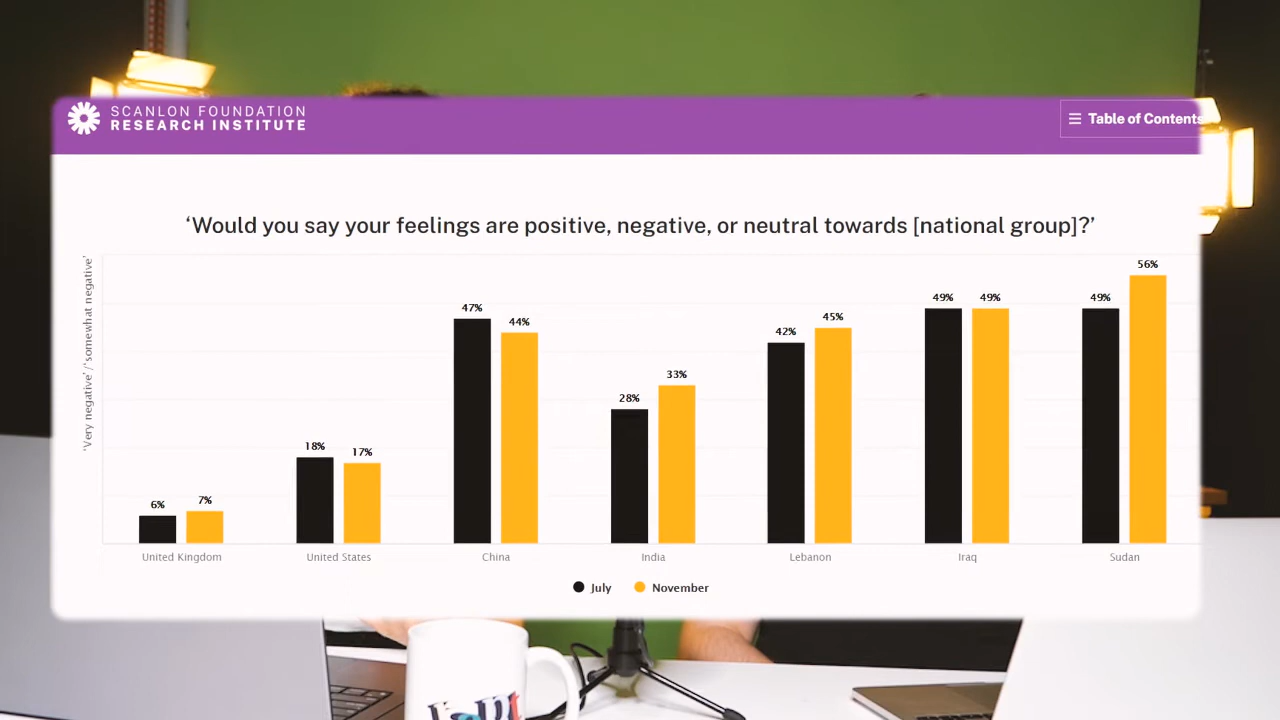 SCANLON FOUNDATION
RESEARCH INSTITUTE
Table of Contents
‘Would you say your feelings are positive, negative, or neutral towards [national group]?’
‘Very negative’ / ‘somewhat negative’
6%
7%
18%
17%
47%
44%
28%
33%
42%
45%
49%
49%
49%
56%
United Kingdom
United States
China
India
Lebanon
Iraq
Sudan
July
November